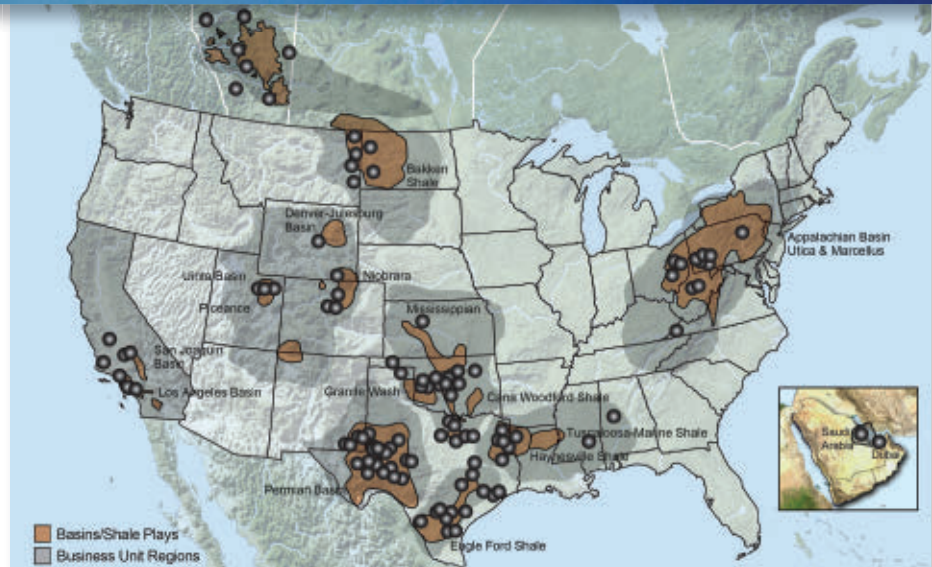 Bakken
Shale
Denver-Julesburg
Basin
Appalachian Basin
Utica & Marcellus
Uinta Basin
Niobrara
Piceance
Mississippian
San Joaquin
Basin
Los Angeles Basin
Granite Wash
Cana Woodford Shale
Tuscaloosa-Marine Shale
Haynesville Shale
Saudi
Arabia
Dubai
Permian Basin
Eagle Ford Shale
Basins/Shale Plays
Business Unit Regions